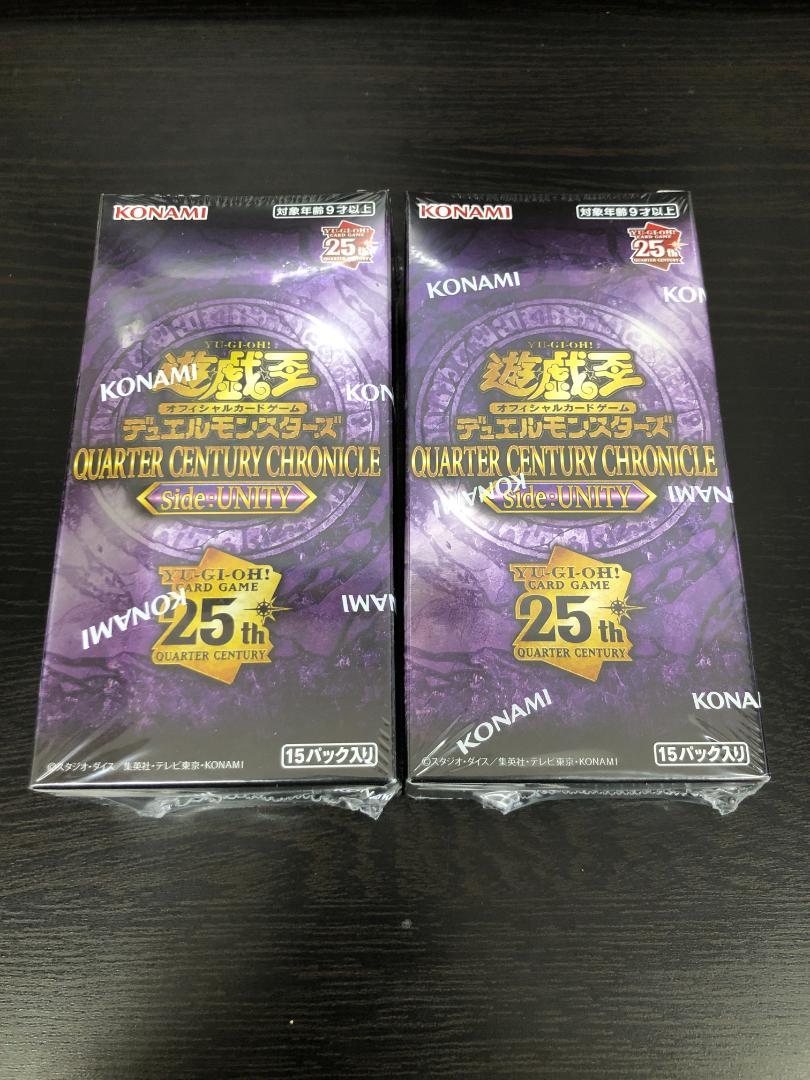 KONAMI
対象年齢9才以上
YU-GI-OH!
CARD GAME
25th
QUARTER CENTURY
YU-GI-OH!
遊戯王
オフィシャルカードゲーム
デュエルモンスターズ
QUARTER CENTURY CHRONICLE
side:UNITY
KONAMI
KONAMI
KONAMI
KONAMI
KONAMI
YU-GI-OH!
CARD GAME
25th
QUARTER CENTURY
15パック入り
©スタジオ・ダイス/集英社・テレビ東京・KONAMI
KONAMI
対象年齢9才以上
YU-GI-OH!
CARD GAME
25th
QUARTER CENTURY
KONAMI
KON
YU-GI-OH!
遊戯王
オフィシャルカードゲーム
デュエルモンスターズ
QUARTER CENTURY CHRONICLE
side:UNITY
KONAMI
KONAMI
YU-GI-OH!
CARD GAME
25th
QUARTER CENTURY
KONAMI
KONA
15パック入り
©スタジオ・ダイス/集英社・テレビ東京・KONAMI